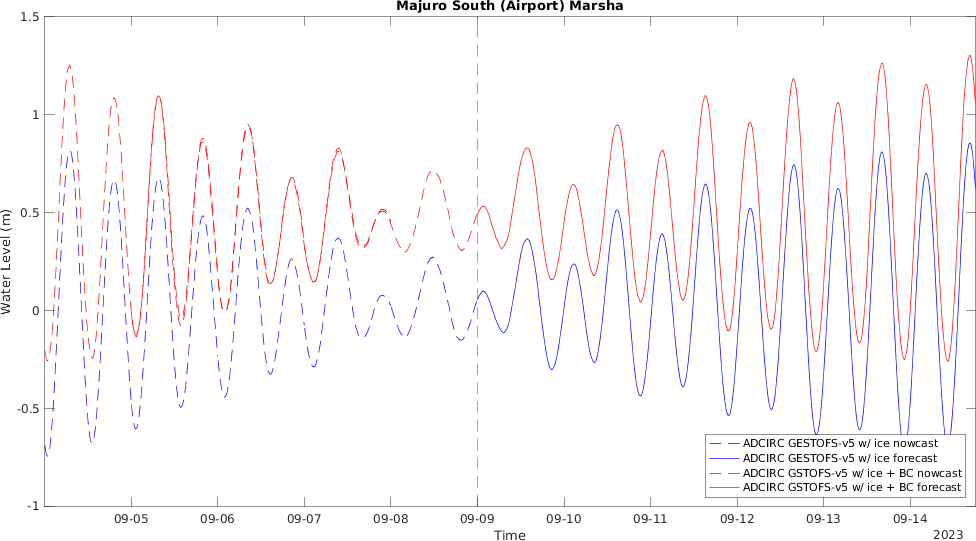 Majuro South (Airport) Marsha
Water Level (m)
1.5
1
0.5
0
-0.5
-1
ADCIRC GESTOFS-v5 w/ ice nowcast
ADCIRC GESTOFS-v5 w/ ice forecast
ADCIRC GSTOFS-v5 w/ ice + BC nowcast
ADCIRC GSTOFS-v5 w/ ice + BC forecast
09-05 09-06 09-07 09-08 09-09 09-10 09-11 09-12 09-13 09-14
Time
2023